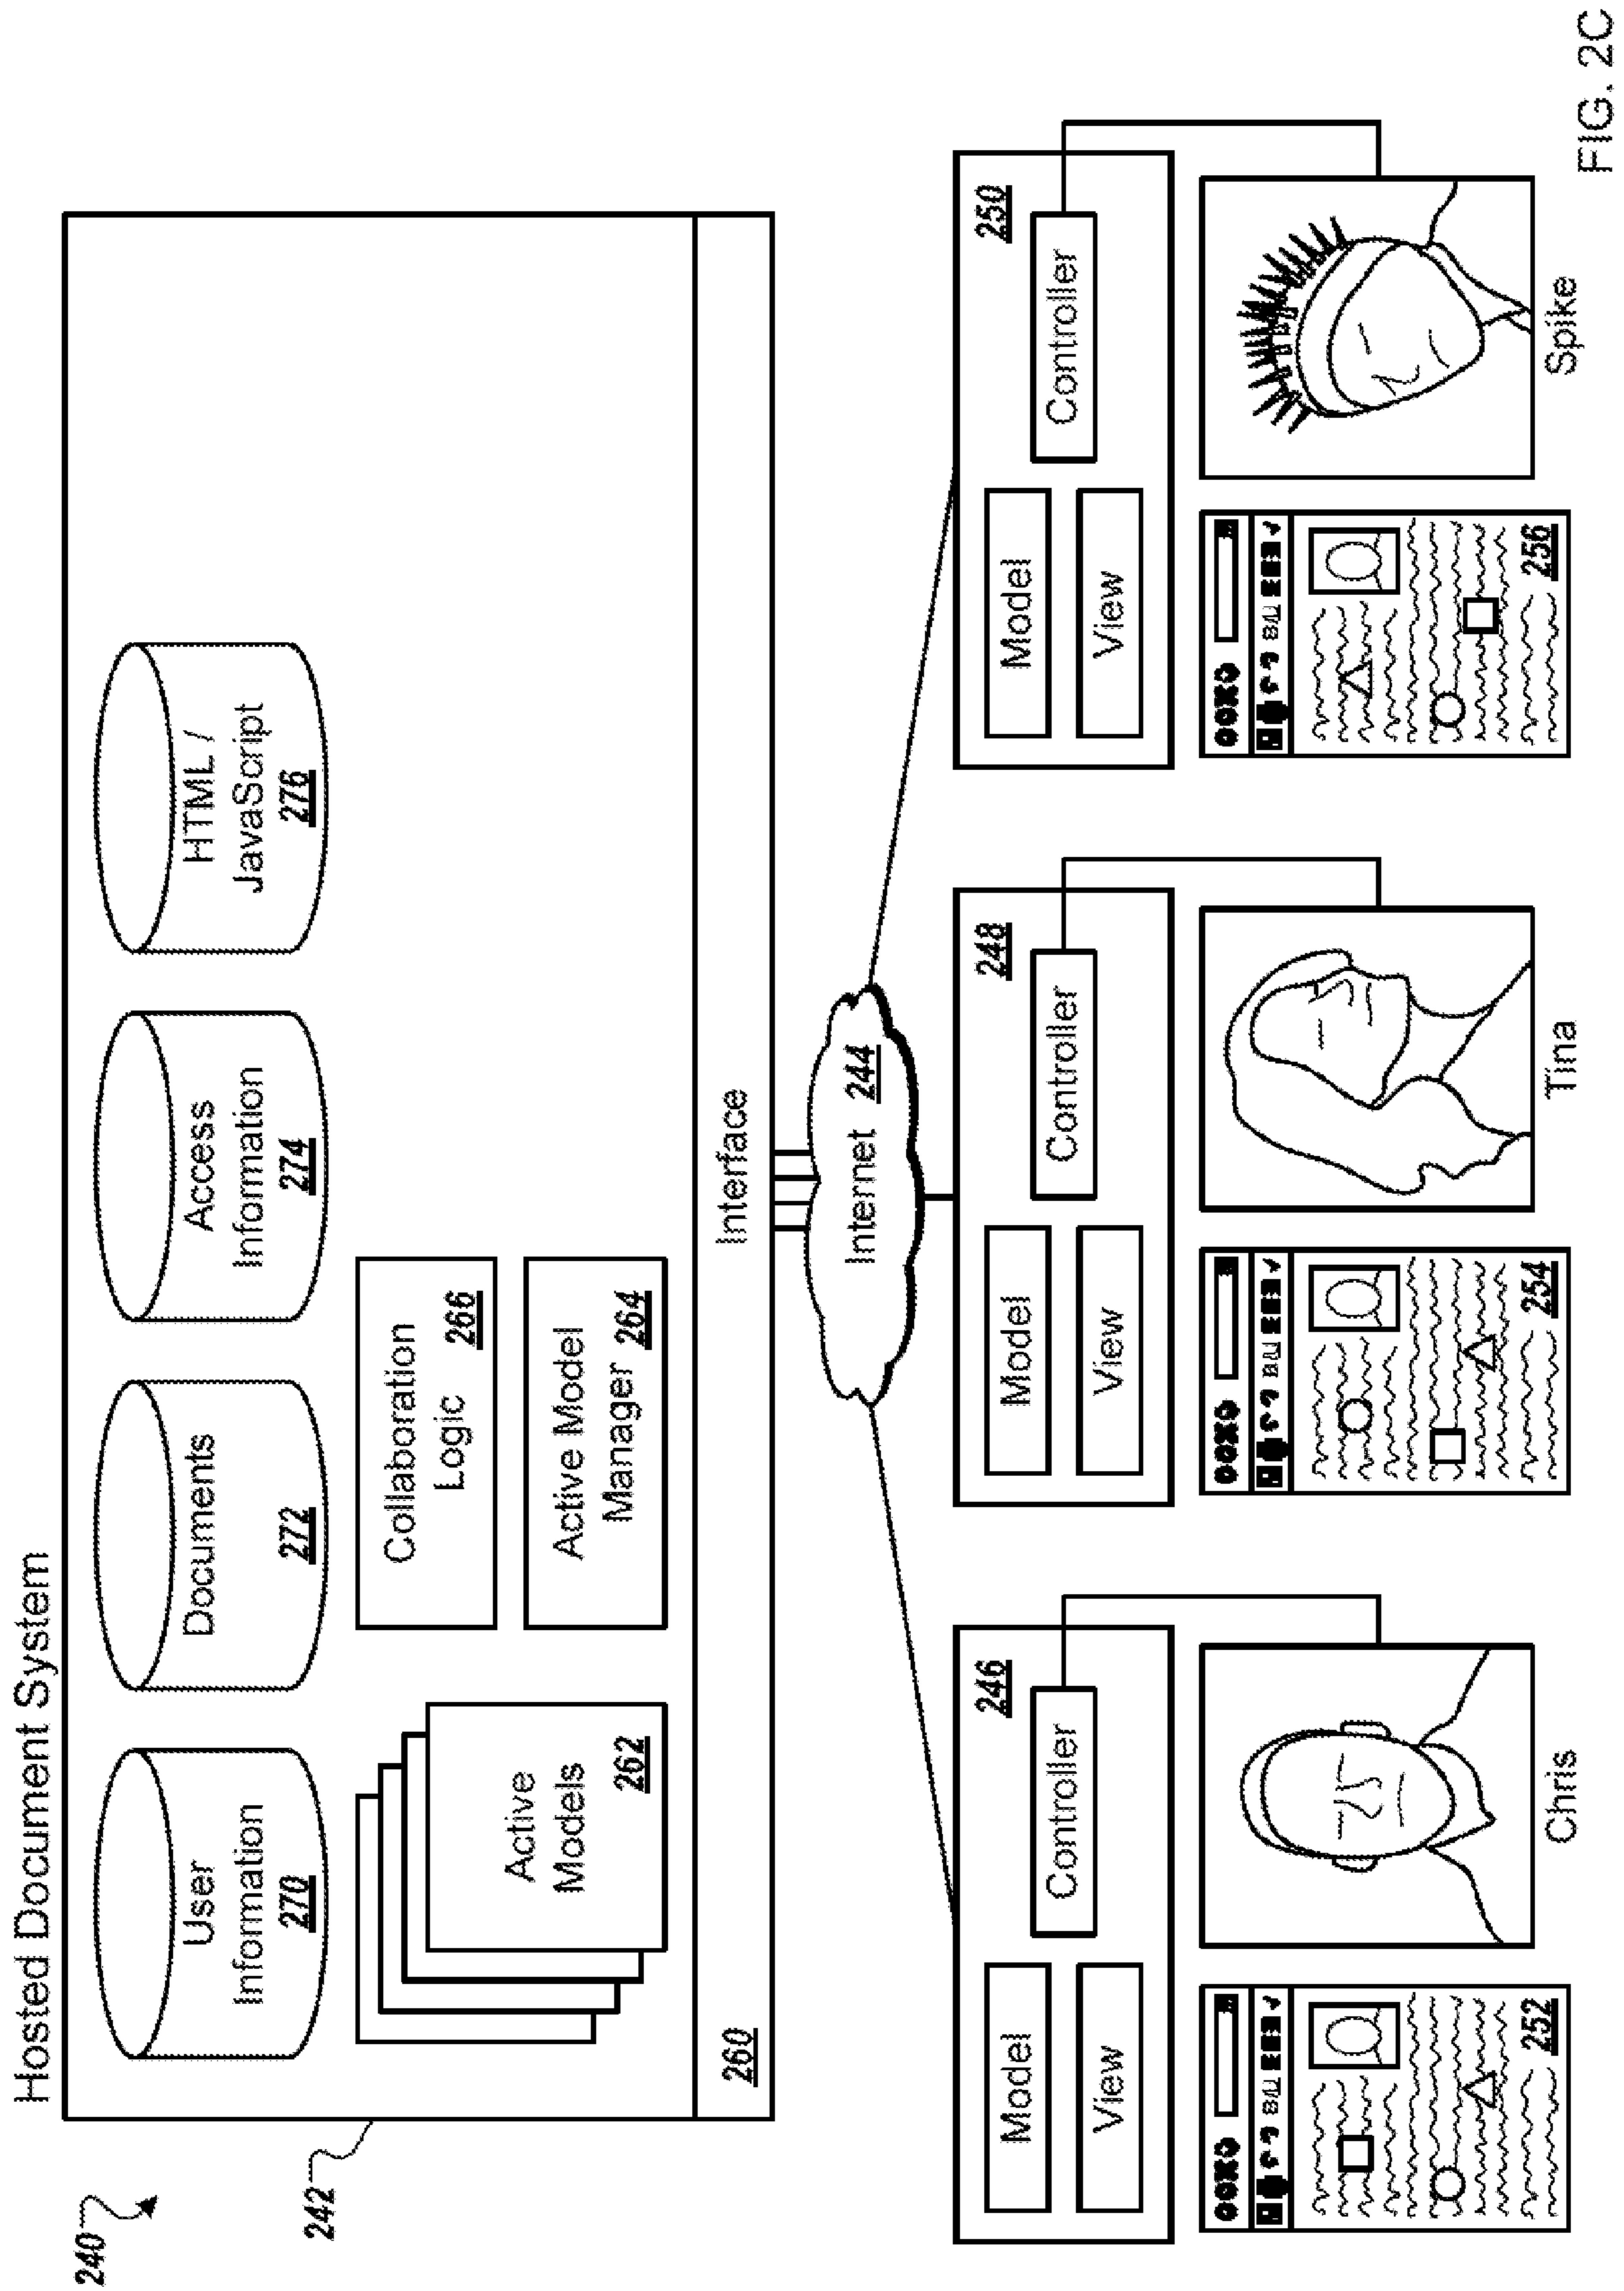 Hosted Document System
240
242
User
Information
270
Documents
272
Access
Information
274
HTML /
JavaScript
276
Active
Models
262
Collaboration
Logic
266
Active Model
Manager
264
260
Interface
Internet
244
246
Model
View
Controller
248
Model
View
Controller
250
Model
View
Controller
252
Chris
254
Tina
256
Spike
FIG. 2C